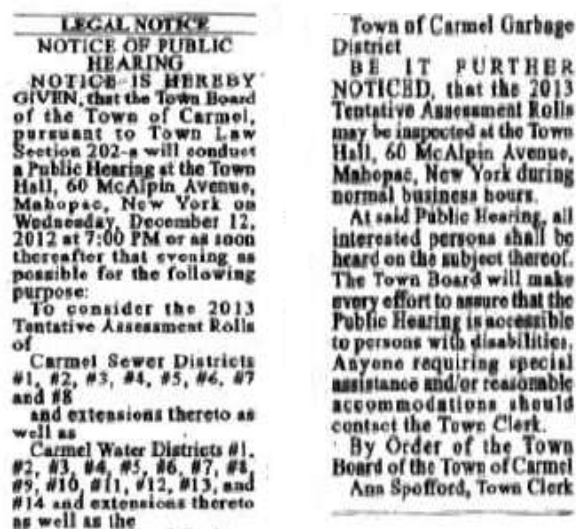 LEGAL NOTICE
NOTICE OF PUBLIC
HEARING
NOTICE IS HEREBY
GIVEN, that the Town Board
of the Town of Carmel,
pursuant to Town Law
Section 202-a will conduct
a Public Hearing at the Town
Hall, 60 McAlpin Avenue,
Mahopac, New York on
Wednesday, December 12,
2012 at 7:00 PM or as soon
thereafter that evening as
possible for the following
purpose:
To consider the 2013
Tentative Assessment Rolls
of
Carmel Sewer Districts
#1, #2, #3, #4, #5, #6, #7
and #8
and extensions thereto as
well as
Carmel Water Districts #1,
#2, #3, #4, #5, #6, #7, #8,
#9, #10, #11, #12, #13, and
#14 and extensions thereto
as well as the
Town of Carmel Garbage
District
BE IT FURTHER
NOTICED, that the 2013
Tentative Assessment Rolls
may be inspected at the Town
Hall, 60 McAlpin Avenue,
Mahopac, New York during
normal business hours.
At said Public Hearing, all
interested persons shall be
heard on the subject thereof.
The Town Board will make
every effort to assure that the
Public Hearing is accessible
to persons with disabilities.
Anyone requiring special
assistance and/or reasonable
accommodations should
contact the Town Clerk.
By Order of the Town
Board of the Town of Carmel
Ann Spofford, Town Clerk